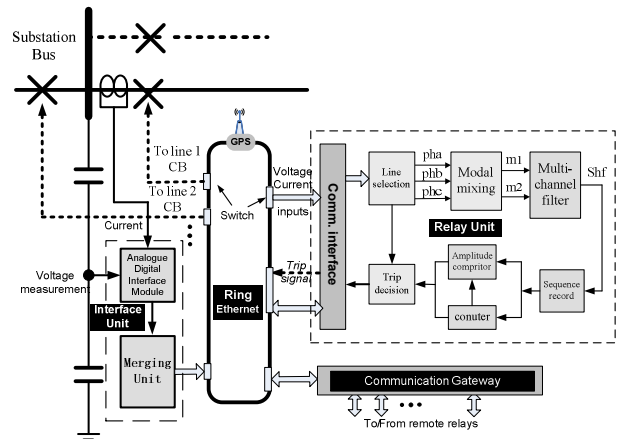 Substation
Bus
To line 1
CB
To line 2
CB
Current
Voltage
measurement
Analogue
Digital
Interface
Module
Interface
Unit
Merging
Unit
GPS
Switch
Ring
Ethernet
Voltage
Current
inputs
Trip
signal
Comm. interface
Line
selection
pha
phb
phc
Modal
mixing
m1
m2
Multi-
channel
filter
Shf
Relay Unit
Trip
decision
Amplitude
compritor
conuter
Sequence
record
Communication Gateway
To/From remote relays